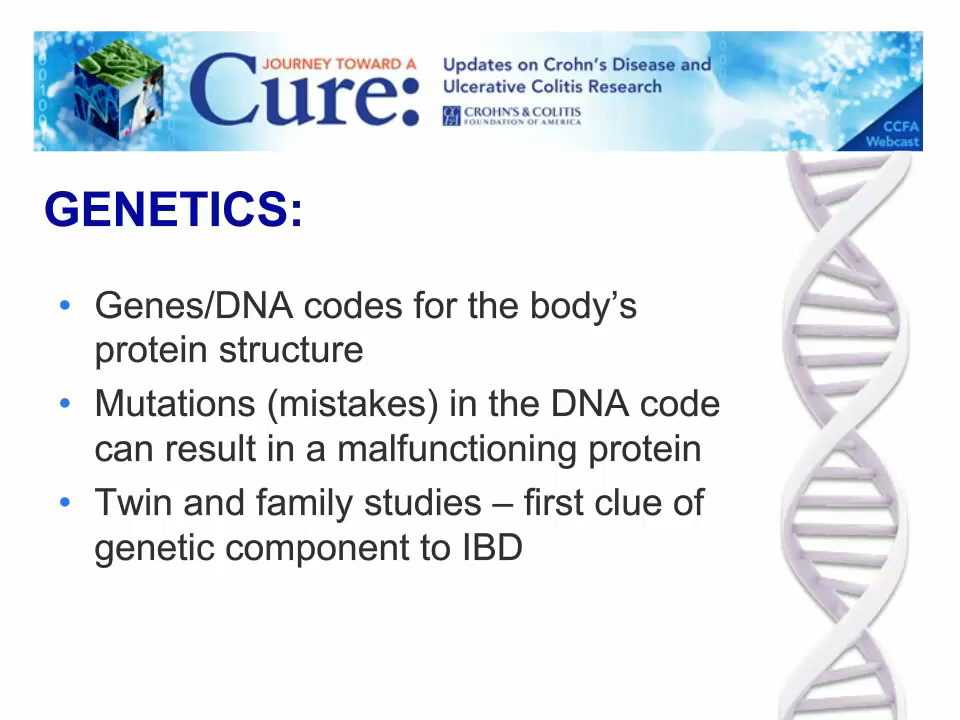 JOURNEY TOWARD A
Cure:
Updates on Crohn's Disease and
Ulcerative Colitis Research
CROHN'S & COLITIS
FOUNDATION OF AMERICA
CCFA
Webcast
GENETICS:
• Genes/DNA codes for the body's
protein structure
• Mutations (mistakes) in the DNA code
can result in a malfunctioning protein
• Twin and family studies – first clue of
genetic component to IBD